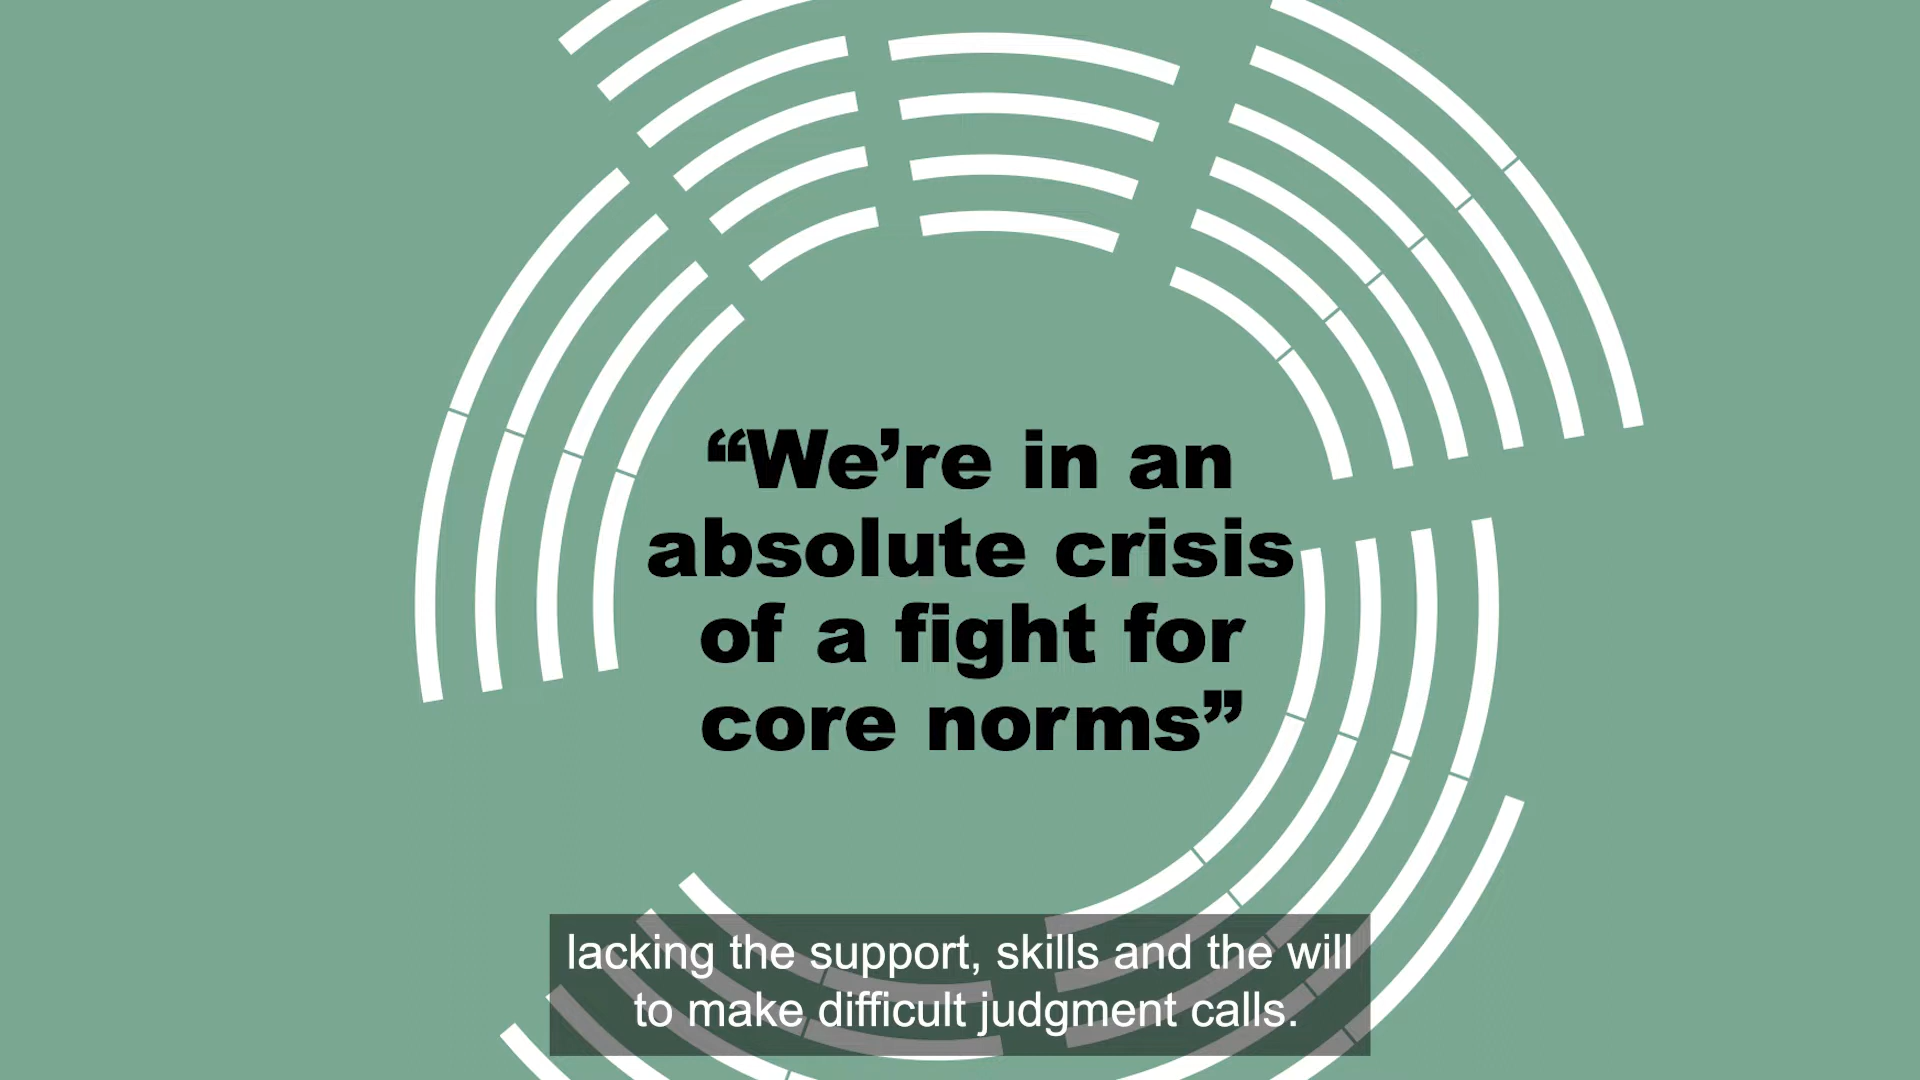 “We’re in an
absolute crisis
of a fight for
core norms”
lacking the support, skills and the will
to make difficult judgment calls.